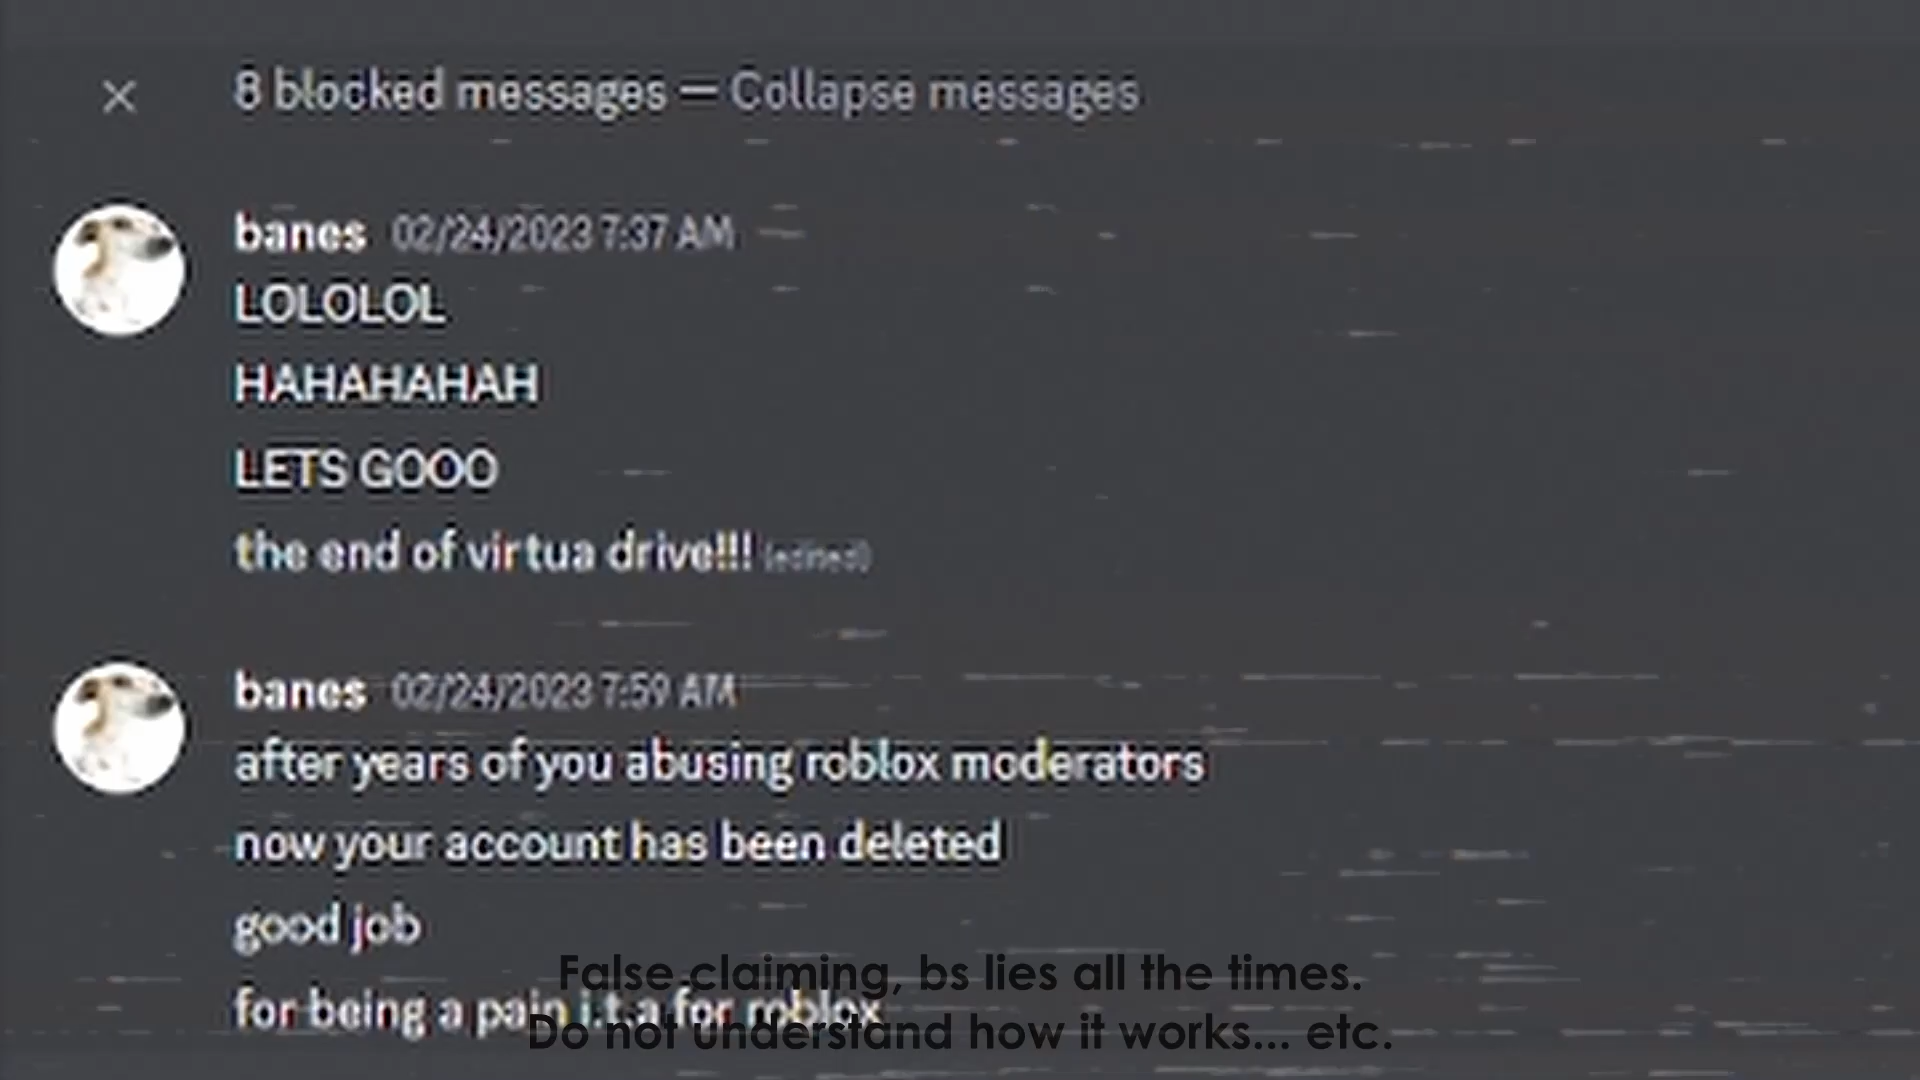 8 blocked messages — Collapse messages
banes 02/24/2023 7:37 AM
LOLOLOL
HAHAHAHAH
LETS GOOO
the end of virtua drive!!! (edited)
banes 02/24/2023 7:59 AM
after years of you abusing roblox moderators
now your account has been deleted
good job
for being a pain i.t.a for roblox
False claiming, bs lies all the times.
Do not understand how it works... etc.